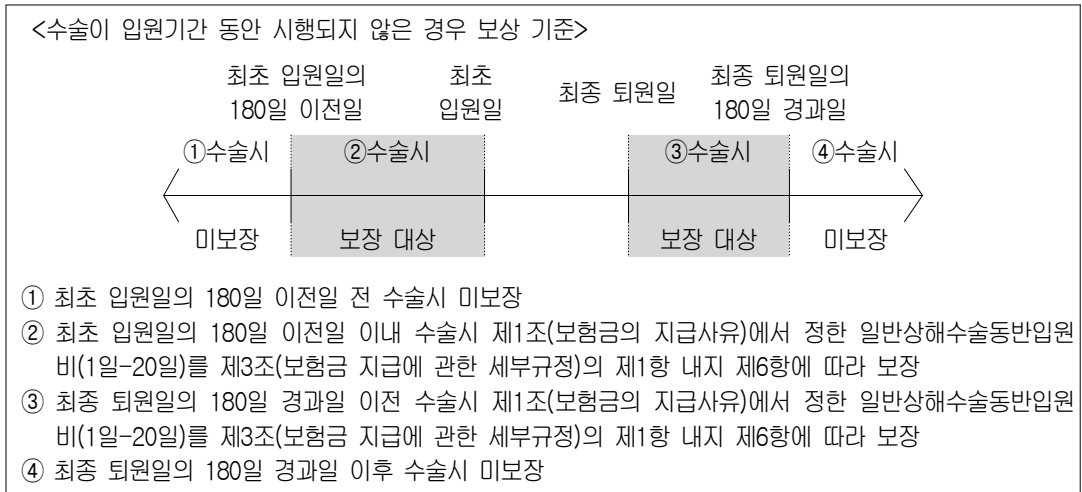 <수술이 입원기간 동안 시행되지 않은 경우 보상 기준>
최초 입원일의
180일 이전일
최초
입원일
최종 퇴원일
최종 퇴원일의
180일 경과일
①수술시
②수술시
③수술시
④수술시
미보장
보장 대상
보장 대상
미보장
① 최초 입원일의 180일 이전일 전 수술시 미보장
② 최초 입원일의 180일 이전일 이내 수술시 제1조(보험금의 지급사유)에서 정한 일반상해수술동반입원
비(1일-20일)를 제3조(보험금 지급에 관한 세부규정)의 제1항 내지 제6항에 따라 보장
③ 최종 퇴원일의 180일 경과일 이전 수술시 제1조(보험금의 지급사유)에서 정한 일반상해수술동반입원
비(1일-20일)를 제3조(보험금 지급에 관한 세부규정)의 제1항 내지 제6항에 따라 보장
④ 최종 퇴원일의 180일 경과일 이후 수술시 미보장